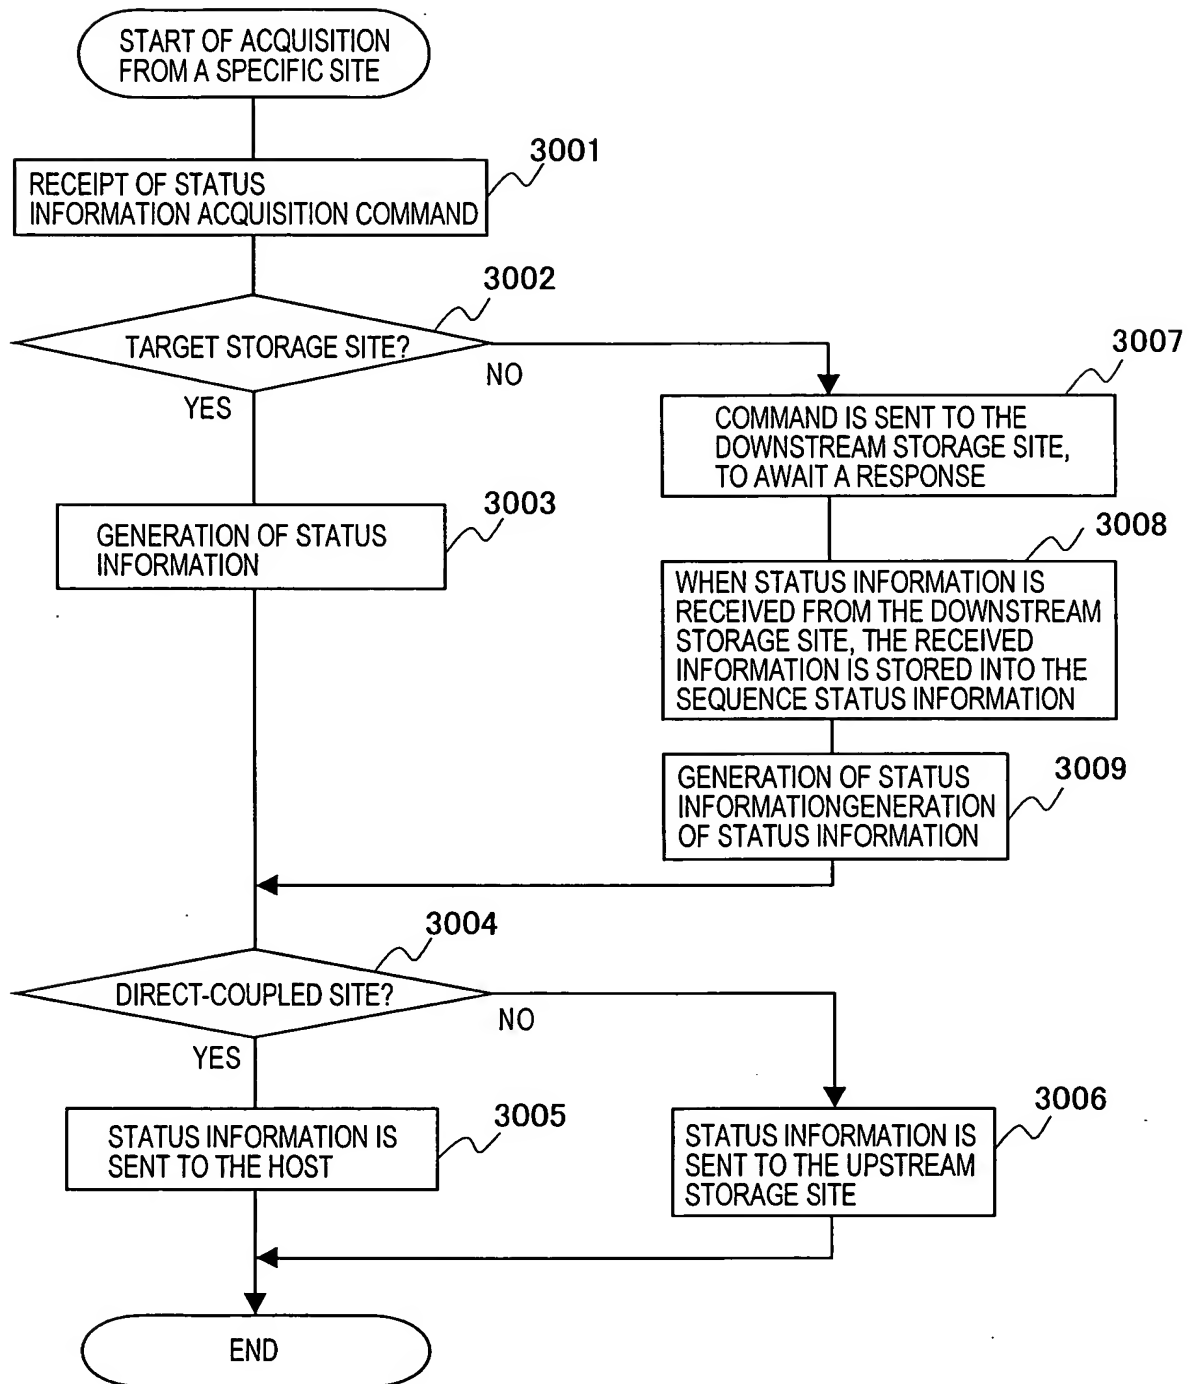 START OF ACQUISITION
FROM A SPECIFIC SITE
3001
RECEIPT OF STATUS
INFORMATION ACQUISITION COMMAND
3002
TARGET STORAGE SITE?
NO
YES
3007
COMMAND IS SENT TO THE
DOWNSTREAM STORAGE SITE,
TO AWAIT A RESPONSE
3003
GENERATION OF STATUS
INFORMATION
3008
WHEN STATUS INFORMATION IS
RECEIVED FROM THE DOWNSTREAM
STORAGE SITE, THE RECEIVED
INFORMATION IS STORED INTO THE
SEQUENCE STATUS INFORMATION
3009
GENERATION OF STATUS
INFORMATIONGENERATION
OF STATUS INFORMATION
3004
DIRECT-COUPLED SITE?
NO
YES
3005
STATUS INFORMATION IS
SENT TO THE HOST
3006
STATUS INFORMATION IS
SENT TO THE UPSTREAM
STORAGE SITE
END